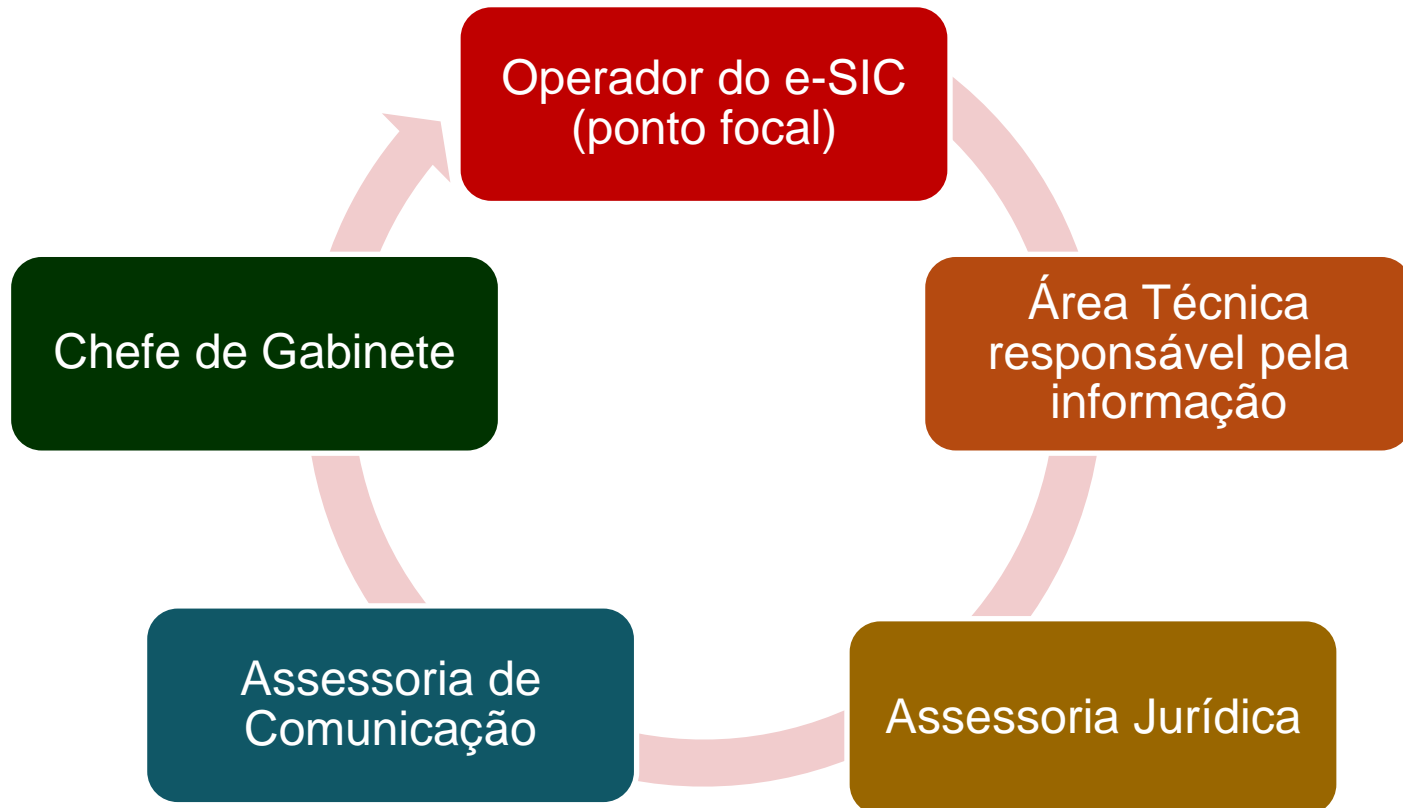 Operador do e-SIC
(ponto focal)
Área Técnica
responsável pela
informação
Assessoria Jurídica
Assessoria de
Comunicação
Chefe de Gabinete